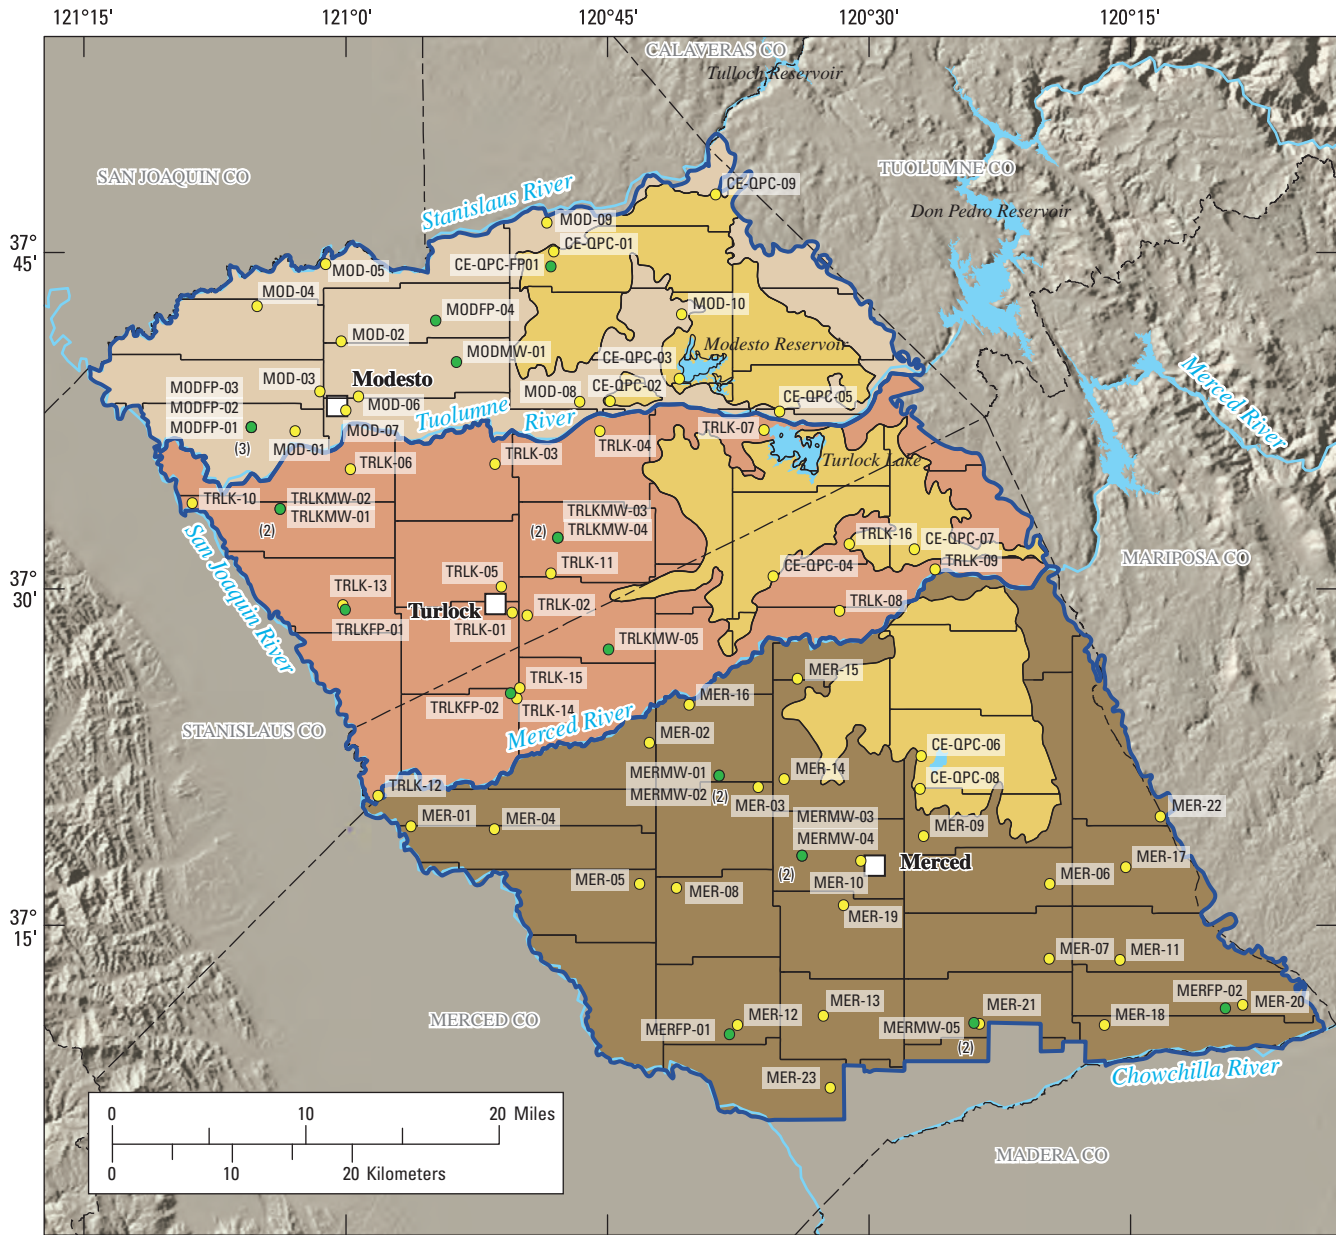 121°15' 121°0' 120°45' 120°30' 120°15'
CALAVERAS CO
Tulloch Reservoir
SAN JOAQUIN CO
TUOLUMNE CO
CE-QPC-09
Stanislaus River
Don Pedro Reservoir
MOD-09
37°
45'
CE-QPC-01
CE-QPC-FP01
MOD-05
MOD-04
MODFP-04
MOD-10
MOD-02
Modesto Reservoir
MODMW-01
CE-QPC-03
Merced River
MOD-03
Modesto
MODFP-03
MODFP-02
MODFP-01
(3)
MOD-08
CE-QPC-02
CE-QPC-05
MOD-06
MOD-07
Tuolumne
River
MOD-01
TRLK-04
TRLK-07
TRLK-06
TRLK-03
Turlock Lake
TRLK-10
TRLKMW-02
TRLKMW-01
(2)
TRLKMW-03
TRLKMW-04
(2)
TRLK-16
CE-QPC-07
San Joaquin River
TRLK-09
MARIPOSA CO
TRLK-11
CE-QPC-04
37°
30'
TRLK-13
TRLK-05
TRLKFP-01
Turlock
TRLK-01
TRLK-02
TRLK-08
TRLKMW-05
TRLK-15
TRLKFP-02
TRLK-14
MER-15
MER-16
STANISLAUS CO
Merced River
MER-02
CE-QPC-06
MERMW-01
MERMW-02
(2)
MER-14
MER-03
CE-QPC-08
TRLK-12
MER-01
MER-04
MERMW-03
MERMW-04
(2)
MER-09
MER-22
Merced
MER-17
MER-05
MER-08
MER-10
MER-06
MER-19
37°
15'
MER-07
MER-11
MERFP-02
MER-20
MERCED CO
MERFP-01
MER-12
MER-13
MERMW-05
(2)
MER-21
MER-18
MER-23
Chowchilla River
0 10 20 Miles
0 10 20 Kilometers
MADERA CO